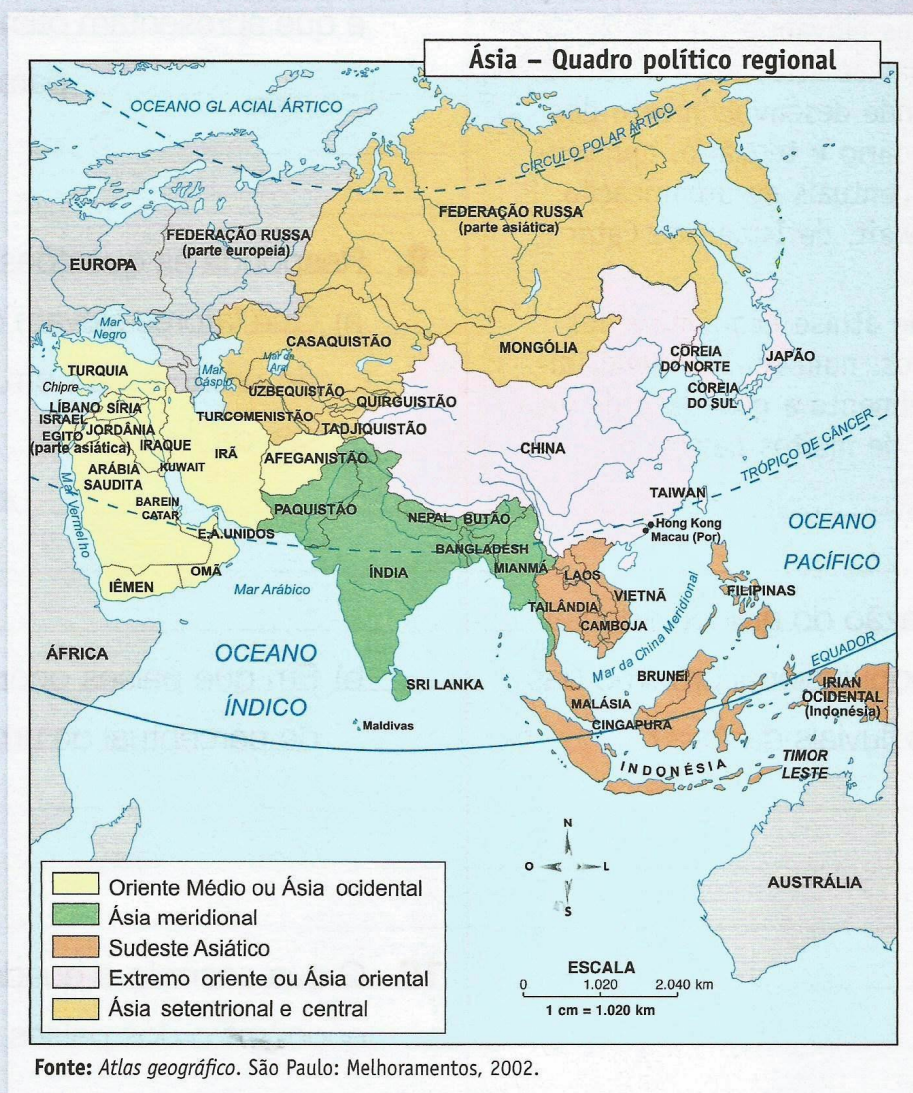 Ásia – Quadro político regional
OCEANO GLACIAL ÁRTICO
CÍRCULO POLAR ÁRTICO
FEDERAÇÃO RUSSA
(parte asiática)
FEDERAÇÃO RUSSA
(parte europeia)
EUROPA
Mar
Negro
Mar
Cáspio
Mar de
Aral
CASAQUISTÃO
MONGÓLIA
COREIA
DO NORTE
JAPÃO
COREIA
DO SUL
TURQUIA
Chipre
UZBEQUISTÃO
QUIRGUISTÃO
TURCOMENISTÃO
TADJIQUISTÃO
LÍBANO
SÍRIA
ISRAEL
JORDÂNIA
EGITO
(parte asiática)
IRAQUE
IRÃ
AFEGANISTÃO
CHINA
KUWAIT
ARÁBIA
SAUDITA
TRÓPICO DE CÂNCER
BAREIN
CATAR
PAQUISTÃO
NEPAL
BUTÃO
TAIWAN
Hong Kong
Macau (Por)
OCEANO
PACÍFICO
Mar Vermelho
E.A.UNIDOS
BANGLADESH
MIANMÁ
ÍNDIA
LAOS
OMÃ
IÊMEN
Mar Arábico
VIETNÃ
FILIPINAS
TAILÂNDIA
CAMBOJA
Mar da China Meridional
ÁFRICA
OCEANO
ÍNDICO
SRI LANKA
Maldivas
BRUNEI
EQUADOR
MALÁSIA
CINGAPURA
IRIAN
OCIDENTAL
(Indonésia)
INDONÉSIA
TIMOR
LESTE
N
O
L
S
AUSTRÁLIA
Oriente Médio ou Ásia ocidental
Ásia meridional
Sudeste Asiático
Extremo oriente ou Ásia oriental
Ásia setentrional e central
ESCALA
0 1.020 2.040 km
1 cm = 1.020 km
Fonte: Atlas geográfico. São Paulo: Melhoramentos, 2002.